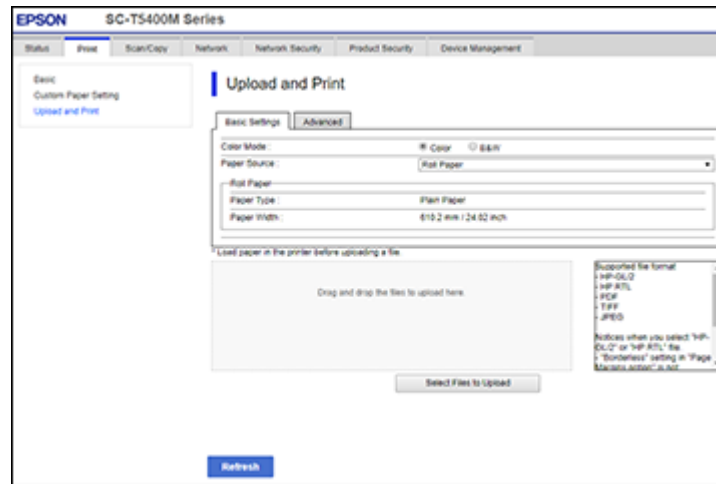 EPSON SC-T5400M Series
Status Print Scan/Copy Network Network Security Product Security Device Management
Basic
Custom Paper Setting
Upload and Print
Upload and Print
Basic Settings Advanced
Color Mode : Color B&W
Paper Source : Roll Paper
Roll Paper
Paper Type : Plain Paper
Paper Width : 610.2 mm / 24.02 inch
* Load paper in the printer before uploading a file.
Drag and drop the files to upload here.
Supported file format
- HP-GL/2
- HP RTL
- PDF
- TIFF
- JPEG
Notices when you select "HP-
GL/2" or "HP RTL" file.
- "Borderless" setting in "Page
Margins option" is not
Select Files to Upload
Refresh